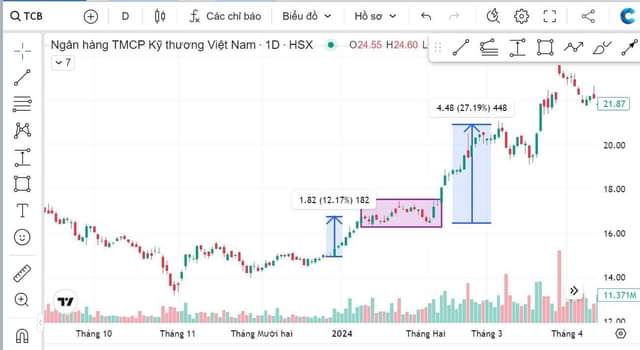 TCB
D
Các chỉ báo
Biểu đồ
Hồ sơ
Ngân hàng TMCP Kỹ thương Việt Nam · 1D · HSX
O24.55 H24.60 L
7
4.48 (27.19%) 448
21.87
20.00
1.82 (12.17%) 182
18.00
16.00
14.00
11.371M
12.00
Tháng 10
Tháng 11
Tháng Mười hai
2024
Tháng Hai
Tháng 3
Tháng 4